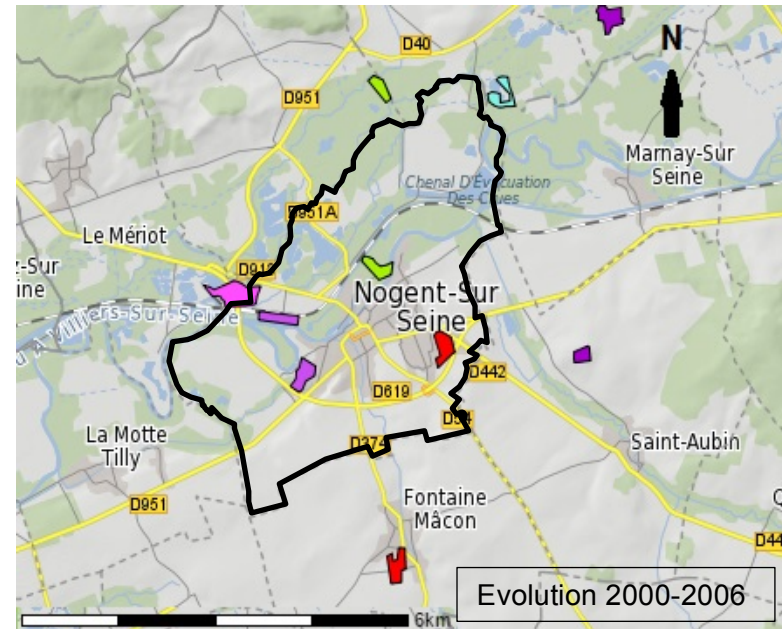 D40
N
D951
Marnay-Sur
Seine
Chenal D'Évacuation
Des Crues
D951A
Le Mériot
z-Sur
ine
Nogent-Sur
Seine
u A Villiers-Sur-Seine
D442
D619
La Motte
Tilly
D374
Saint-Aubin
D951
Fontaine
Mâcon
D44
Evolution 2000-2006
6km